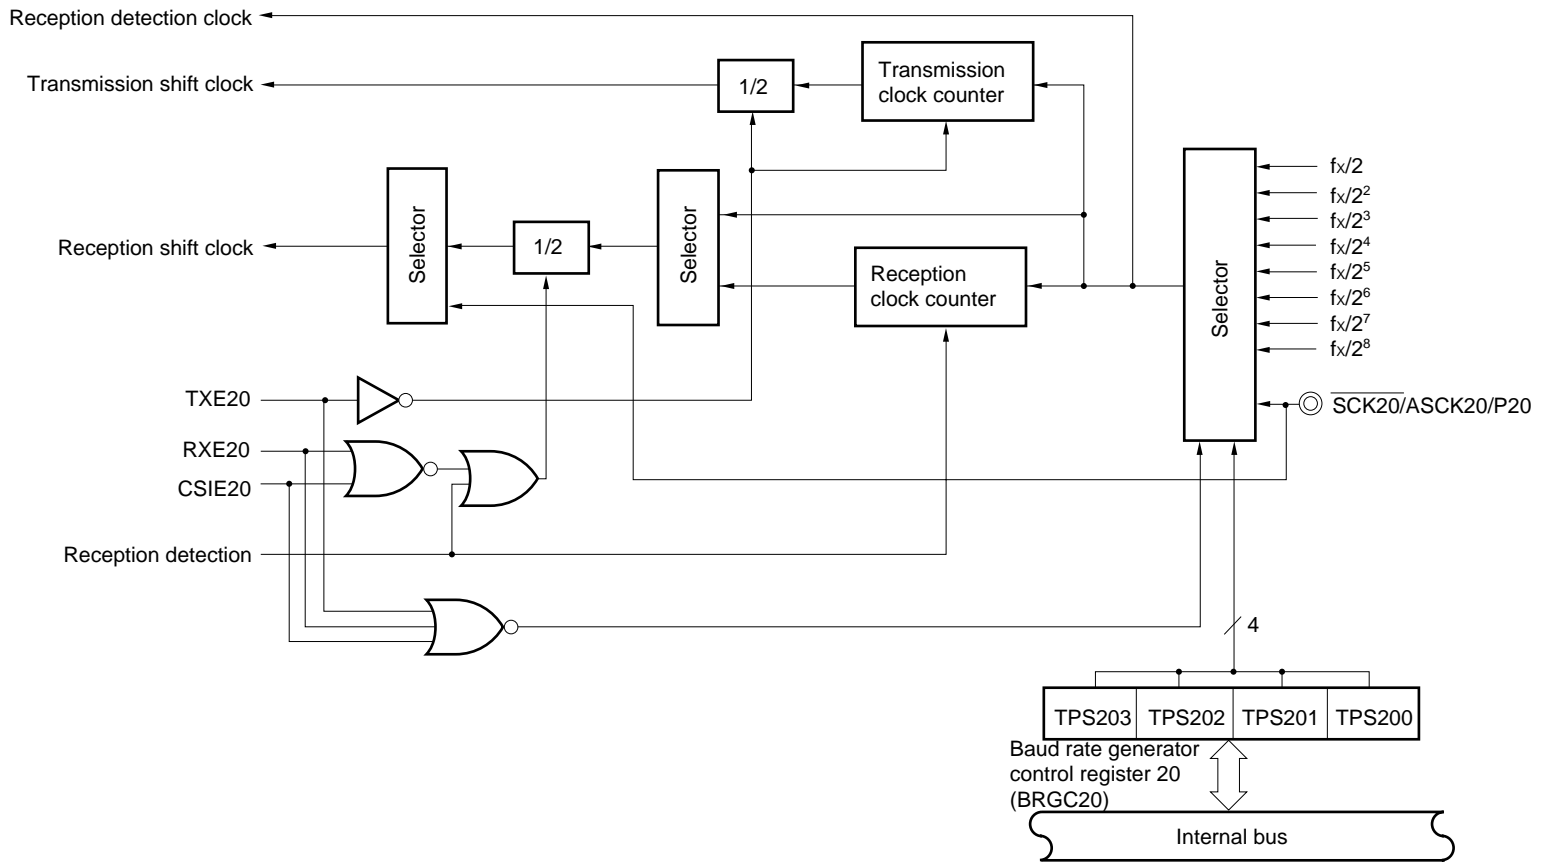 Reception detection clock
Transmission shift clock
1/2
Transmission
clock counter
fX/2
fX/2²
fX/2³
fX/2⁴
fX/2⁵
fX/2⁶
fX/2⁷
fX/2⁸
Selector
Selector
Selector
Reception shift clock
1/2
Reception
clock counter
TXE20
SCK20/ASCK20/P20
RXE20
CSIE20
Reception detection
4
TPS203 TPS202 TPS201 TPS200
Baud rate generator
control register 20
(BRGC20)
Internal bus